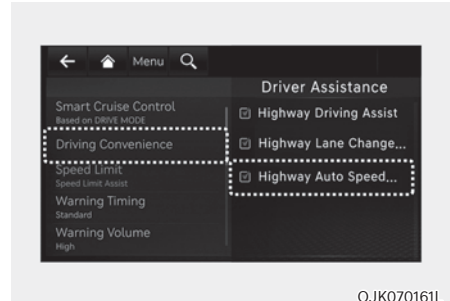 Menu
Driver Assistance
Smart Cruise Control
Based on DRIVE MODE
Driving Convenience
Speed Limit
Speed Limit Assist
Warning Timing
Standard
Warning Volume
High
Highway Driving Assist
Highway Lane Change...
Highway Auto Speed...
OJK070161L